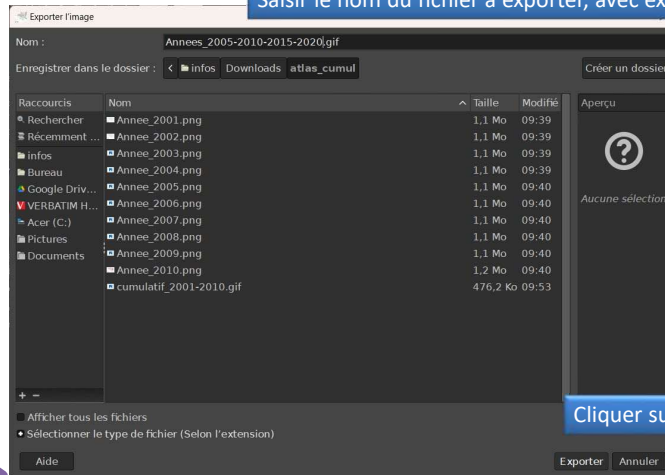 Saisir le nom du fichier à exporter, avec ex
Exporter l'image
Nom : Annees_2005-2010-2015-2020.gif
Enregistrer dans le dossier : < infos Downloads atlas_cumul Créer un dossier
Raccourcis Nom Taille Modifié Aperçu
Rechercher Annee_2001.png 1,1 Mo 09:39
Récemment ... Annee_2002.png 1,1 Mo 09:39
infos Annee_2003.png 1,1 Mo 09:39
Bureau Annee_2004.png 1,1 Mo 09:39
Google Driv... Annee_2005.png 1,1 Mo 09:40
VERBATIM H... Annee_2006.png 1,1 Mo 09:40
Acer (C:) Annee_2007.png 1,1 Mo 09:40
Pictures Annee_2008.png 1,1 Mo 09:40
Documents Annee_2009.png 1,1 Mo 09:40
Annee_2010.png 1,2 Mo 09:40
cumulatif_2001-2010.gif 476,2 Ko 09:53
Aucune sélection
+ −
Afficher tous les fichiers
Cliquer su
Sélectionner le type de fichier (Selon l'extension)
Aide Exporter Annuler